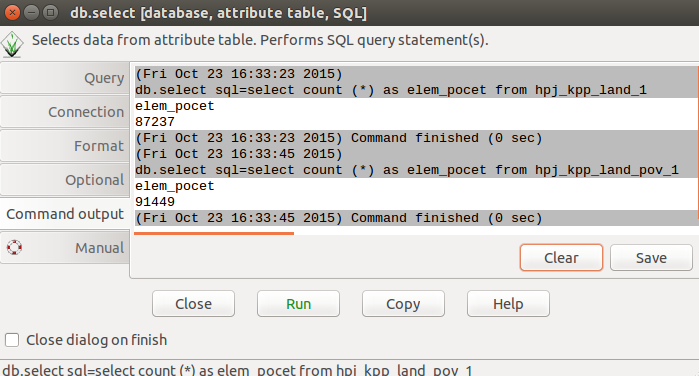 db.select [database, attribute table, SQL]
Selects data from attribute table. Performs SQL query statement(s).
Query
Connection
Format
Optional
Command output
Manual
(Fri Oct 23 16:33:23 2015)
db.select sql=select count (*) as elem_pocet from hpj_kpp_land_1
elem_pocet
87237
(Fri Oct 23 16:33:23 2015) Command finished (0 sec)
(Fri Oct 23 16:33:45 2015)
db.select sql=select count (*) as elem_pocet from hpj_kpp_land_pov_1
elem_pocet
91449
(Fri Oct 23 16:33:45 2015) Command finished (0 sec)
Clear
Save
Close
Run
Copy
Help
Close dialog on finish
db.select sql=select count (*) as elem_pocet from hpj_kpp_land_pov_1